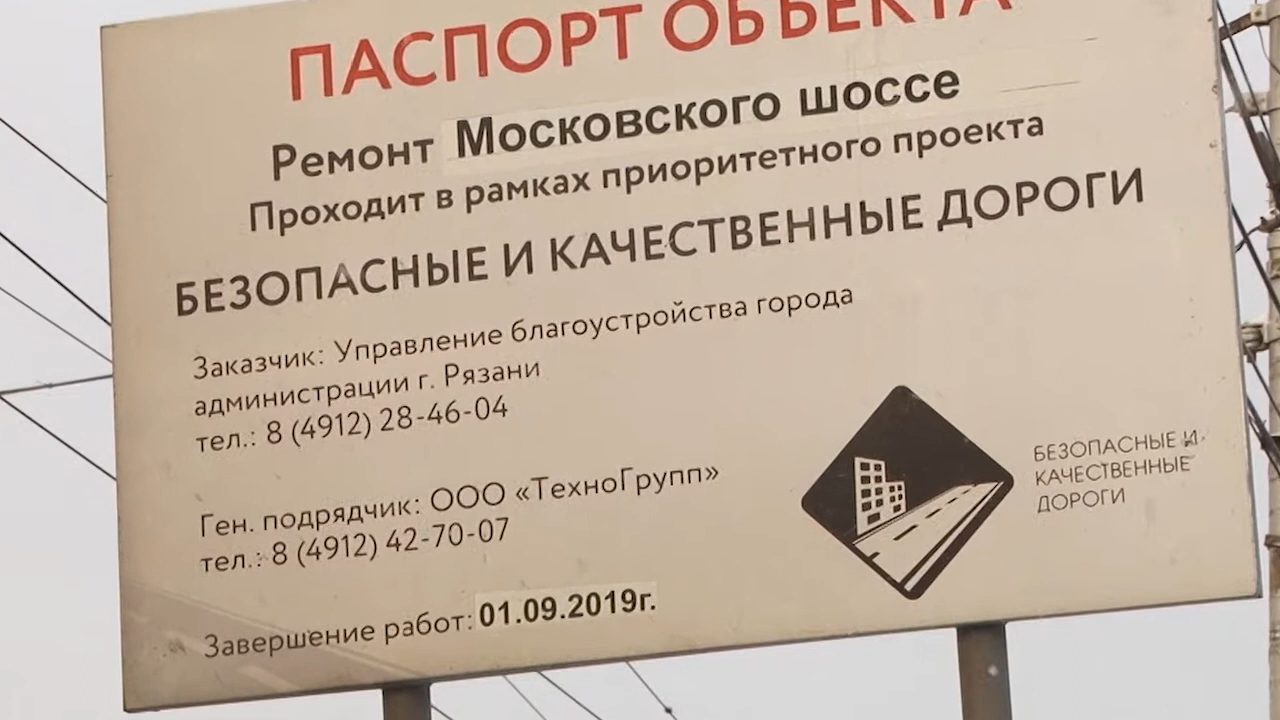 ПАСПОРТ ОБЪЕКТА
Ремонт Московского шоссе
Проходит в рамках приоритетного проекта
БЕЗОПАСНЫЕ И КАЧЕСТВЕННЫЕ ДОРОГИ
Заказчик: Управление благоустройства города
администрации г. Рязани
тел.: 8 (4912) 28-46-04
Ген. подрядчик: ООО «ТехноГрупп»
тел.: 8 (4912) 42-70-07
Завершение работ: 01.09.2019г.
БЕЗОПАСНЫЕ И
КАЧЕСТВЕННЫЕ
ДОРОГИ